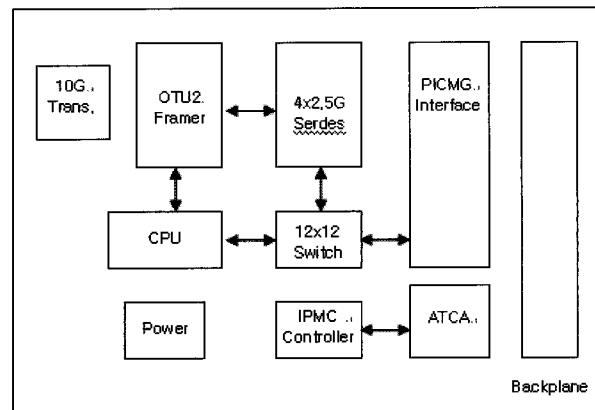 10G
Trans,
OTU2
Framer
4x2,5G
Serdes
PICMG
Interface
CPU
12x12
Switch
Power
IPMC
Controller
ATCA
Backplane